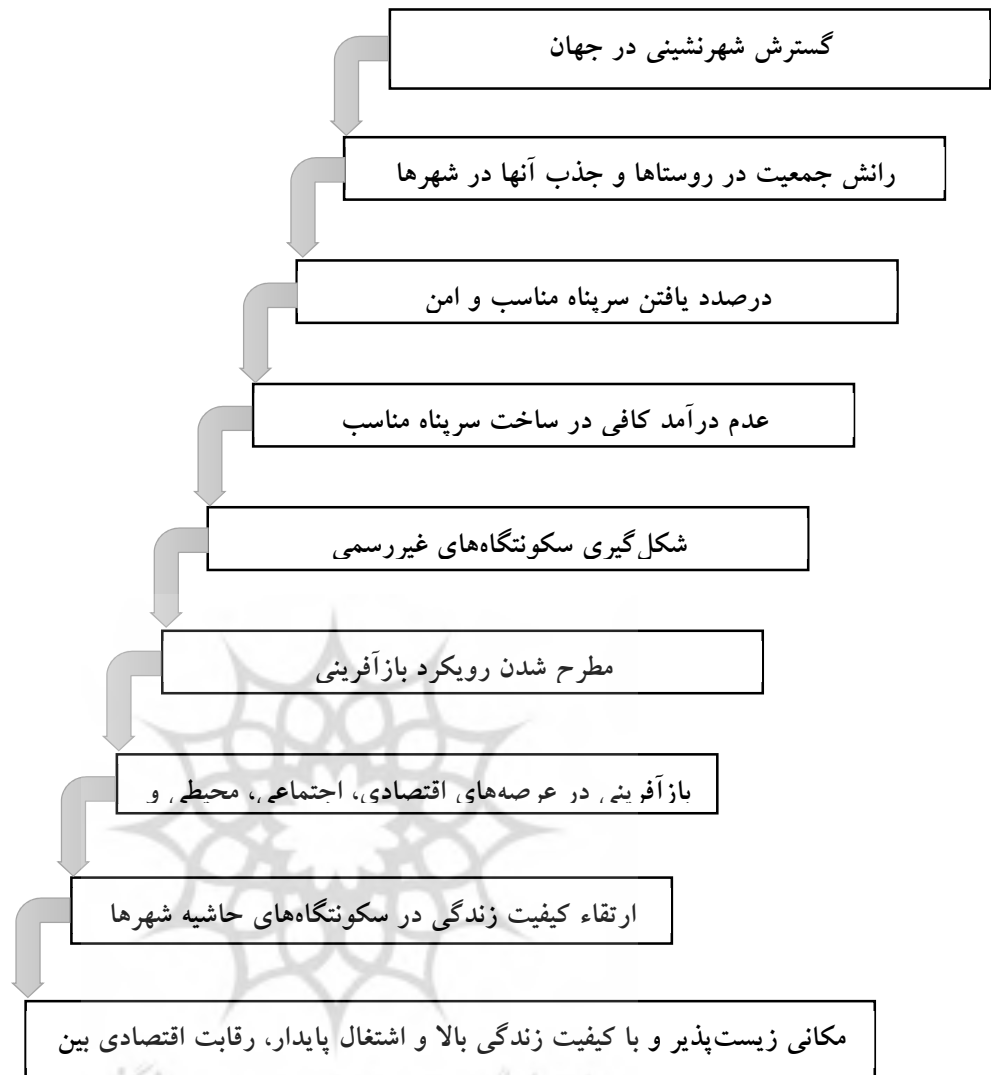 گسترش شهرنشینی در جهان
رانش جمعیت در روستاها و جذب آنها در شهرها
درصدد یافتن سرپناه مناسب و امن
عدم درآمد کافی در ساخت سرپناه مناسب
شکل‌گیری سکونتگاه‌های غیررسمی
مطرح شدن رویکرد بازآفرینی
بازآفرینی در عرصه‌های اقتصادی، اجتماعی، محیطی و
ارتقاء کیفیت زندگی در سکونتگاه‌های حاشیه شهرها
مکانی زیست‌پذیر و با کیفیت زندگی بالا و اشتغال پایدار، رقابت اقتصادی بین